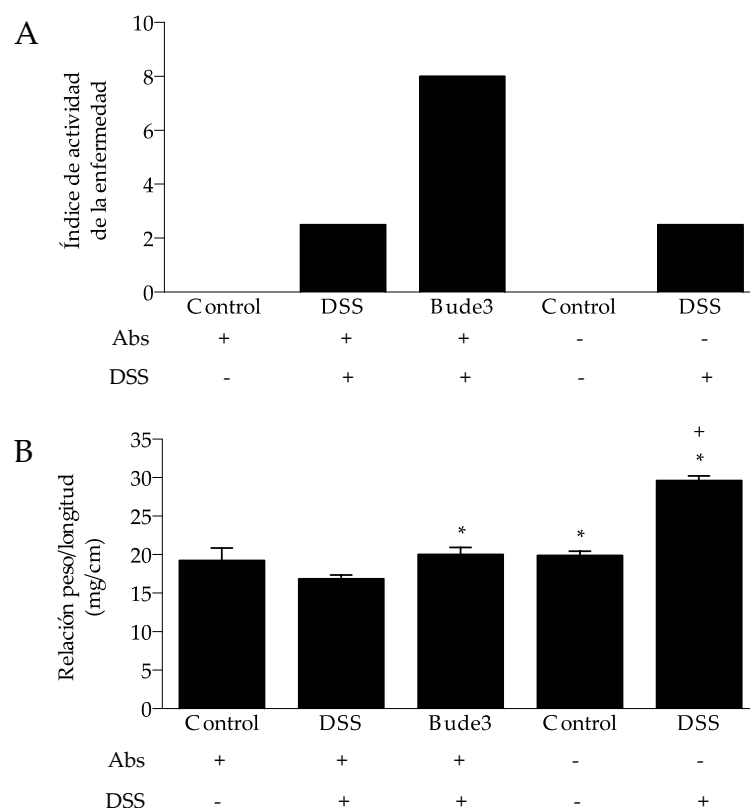 A
10
8
6
4
2
0
Índice de actividad
de la enfermedad
Control DSS Bude3 Control DSS
Abs + + + - -
DSS - + + - +
B
35
30
25
20
15
10
5
0
Relación peso/longitud
(mg/cm)
+
* * *
Control DSS Bude3 Control DSS
Abs + + + - -
DSS - + + - +